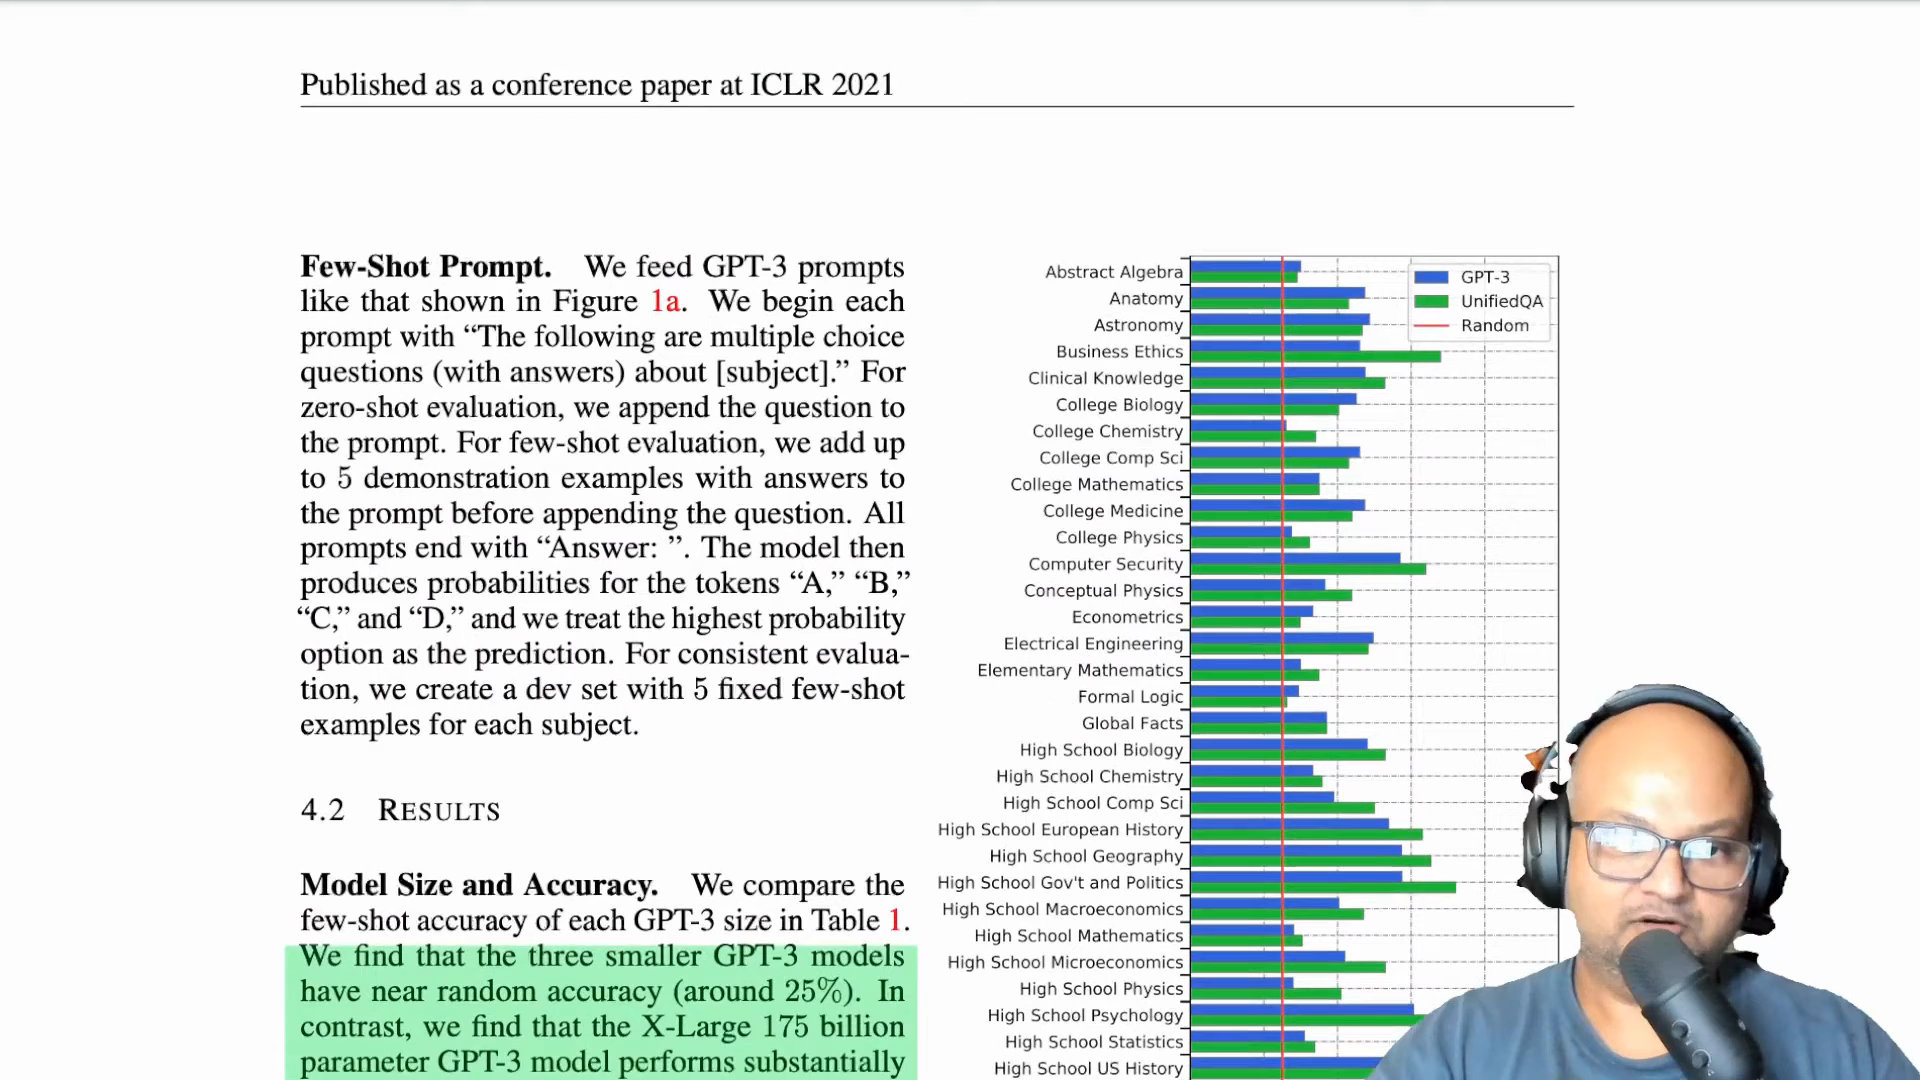 Published as a conference paper at ICLR 2021
Few-Shot Prompt. We feed GPT-3 prompts
like that shown in Figure 1a. We begin each
prompt with “The following are multiple choice
questions (with answers) about [subject].” For
zero-shot evaluation, we append the question to
the prompt. For few-shot evaluation, we add up
to 5 demonstration examples with answers to
the prompt before appending the question. All
prompts end with “Answer: ”. The model then
produces probabilities for the tokens “A,” “B,”
“C,” and “D,” and we treat the highest probability
option as the prediction. For consistent evalua-
tion, we create a dev set with 5 fixed few-shot
examples for each subject.
4.2 RESULTS
Model Size and Accuracy. We compare the
few-shot accuracy of each GPT-3 size in Table 1.
We find that the three smaller GPT-3 models
have near random accuracy (around 25%). In
contrast, we find that the X-Large 175 billion
parameter GPT-3 model performs substantially
Abstract Algebra
Anatomy
Astronomy
Business Ethics
Clinical Knowledge
College Biology
College Chemistry
College Comp Sci
College Mathematics
College Medicine
College Physics
Computer Security
Conceptual Physics
Econometrics
Electrical Engineering
Elementary Mathematics
Formal Logic
Global Facts
High School Biology
High School Chemistry
High School Comp Sci
High School European History
High School Geography
High School Gov't and Politics
High School Macroeconomics
High School Mathematics
High School Microeconomics
High School Physics
High School Psychology
High School Statistics
High School US History
GPT-3
UnifiedQA
Random